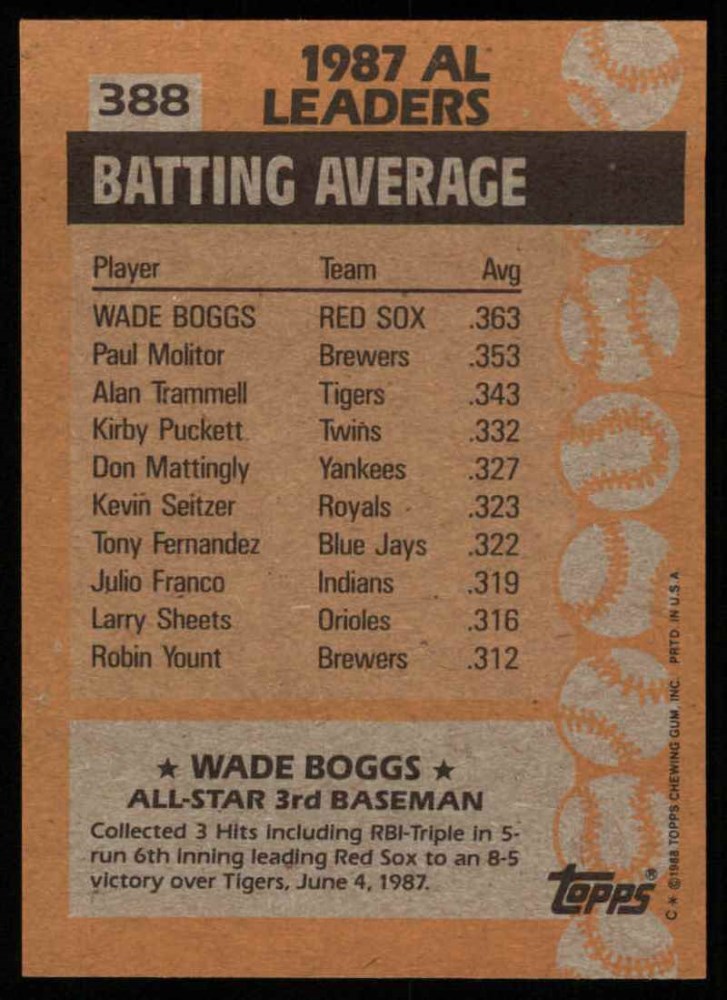 388
1987 AL
LEADERS
BATTING AVERAGE
Player Team Avg
WADE BOGGS RED SOX .363
Paul Molitor Brewers .353
Alan Trammell Tigers .343
Kirby Puckett Twins .332
Don Mattingly Yankees .327
Kevin Seitzer Royals .323
Tony Fernandez Blue Jays .322
Julio Franco Indians .319
Larry Sheets Orioles .316
Robin Yount Brewers .312
★ WADE BOGGS ★
ALL-STAR 3rd BASEMAN
Collected 3 Hits including RBI-Triple in 5-
run 6th inning leading Red Sox to an 8-5
victory over Tigers, June 4, 1987.
topps®
C * ©1988 TOPPS CHEWING GUM, INC. PRTD. IN U.S.A